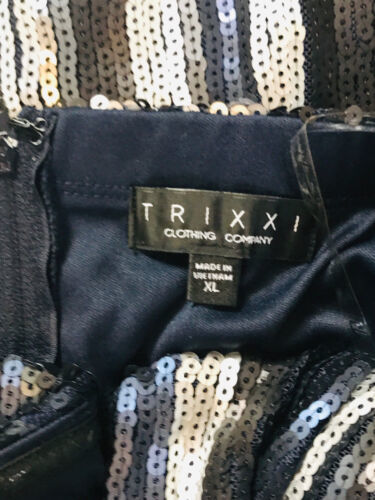 TRIXXI
CLOTHING COMPANY
MADE IN
VIETNAM
XL